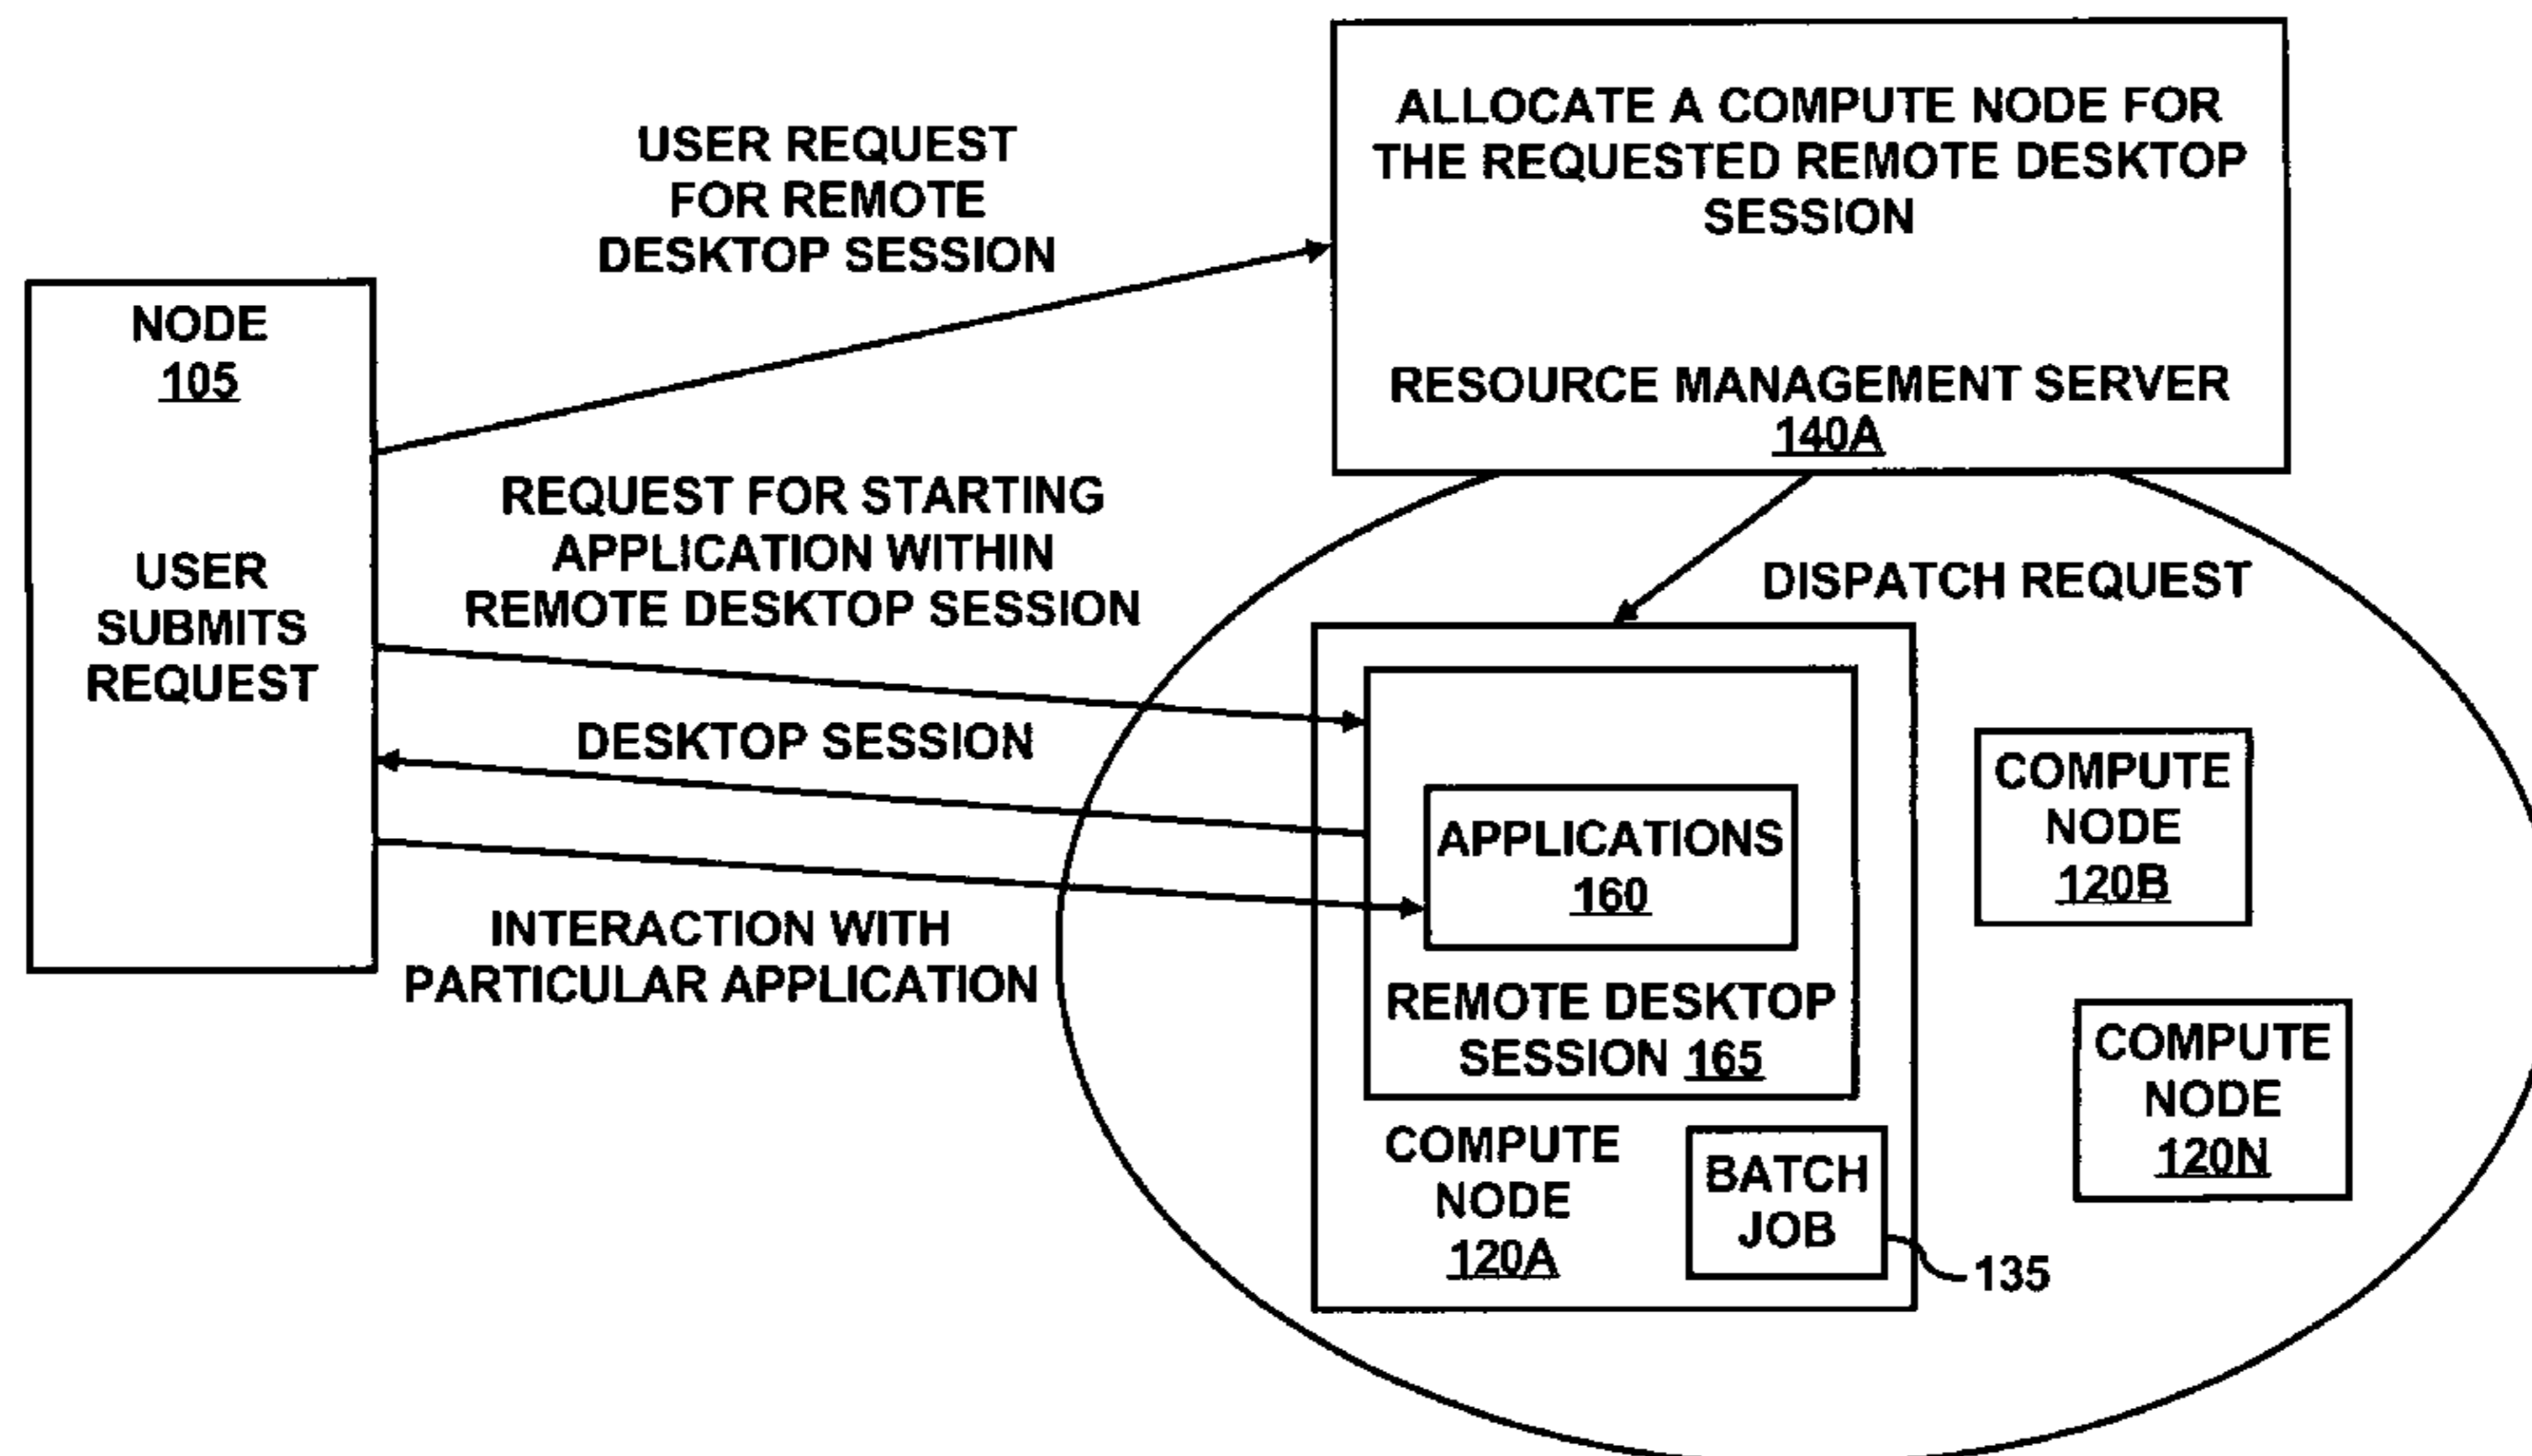 USER REQUEST
FOR REMOTE
DESKTOP SESSION
ALLOCATE A COMPUTE NODE FOR
THE REQUESTED REMOTE DESKTOP
SESSION
RESOURCE MANAGEMENT SERVER
140A
NODE
105
USER
SUBMITS
REQUEST
REQUEST FOR STARTING
APPLICATION WITHIN
REMOTE DESKTOP SESSION
DISPATCH REQUEST
DESKTOP SESSION
INTERACTION WITH
PARTICULAR APPLICATION
APPLICATIONS
160
REMOTE DESKTOP
SESSION 165
COMPUTE
NODE
120A
BATCH
JOB
135
COMPUTE
NODE
120B
COMPUTE
NODE
120N